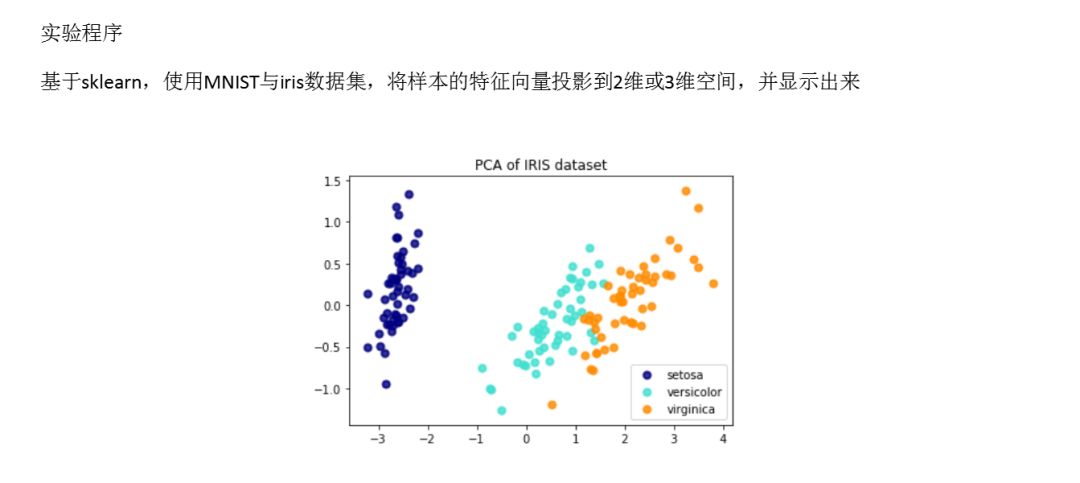 实验程序
基于sklearn，使用MNIST与iris数据集，将样本的特征向量投影到2维或3维空间，并显示出来
PCA of IRIS dataset
1.5
1.0
0.5
0.0
−0.5
−1.0
−3 −2 −1 0 1 2 3 4
setosa
versicolor
virginica